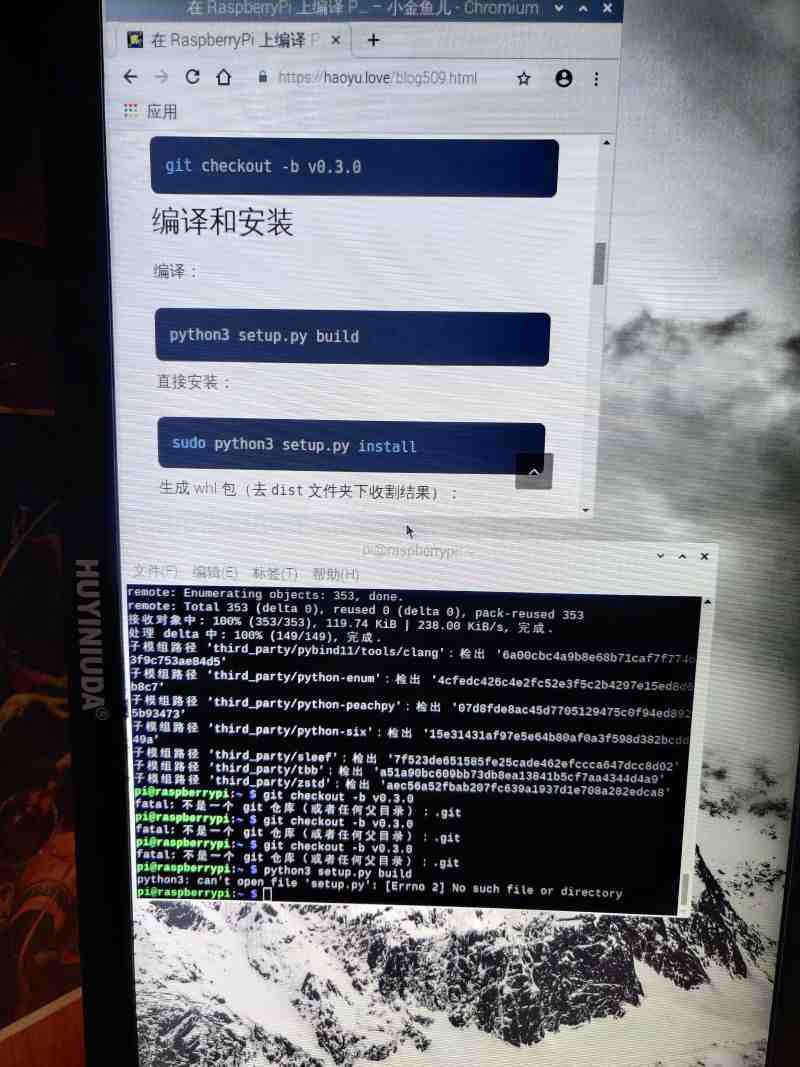 在 RaspberryPi 上编译 P_ – 小金鱼儿 - Chromium
在 RaspberryPi 上编译 P
https://haoyu.love/blog509.html
应用
git checkout -b v0.3.0
编译和安装
编译：
python3 setup.py build
直接安装：
sudo python3 setup.py install
生成 whl 包（去 dist 文件夹下收割结果）：
pi@raspberrypi: ~
文件(F) 编辑(E) 标签(T) 帮助(H)
remote: Enumerating objects: 353, done.
remote: Total 353 (delta 0), reused 0 (delta 0), pack-reused 353
接收对象中: 100% (353/353), 119.74 KiB | 238.00 KiB/s, 完成.
处理 delta 中: 100% (149/149), 完成.
子模组路径 'third_party/pybind11/tools/clang'：检出 '6a00cbc4a9b8e68b71caf7f774b
3f9c753ae84d5'
子模组路径 'third_party/python-enum'：检出 '4cfedc426c4e2fc52e3f5c2b4297e15ed8d6
b8c7'
子模组路径 'third_party/python-peachpy'：检出 '07d8fde8ac45d7705129475c0f94ed892
5b93473'
子模组路径 'third_party/python-six'：检出 '15e31431af97e5e64b80af0a3f598d382bcdd
49a'
子模组路径 'third_party/sleef'：检出 '7f523de651585fe25cade462efccca647dcc8d02'
子模组路径 'third_party/tbb'：检出 'a51a90bc609bb73db8ea13841b5cf7aa4344d4a9'
子模组路径 'third_party/zstd'：检出 'aec56a52fbab207fc639a1937d1e708a282edca8'
pi@raspberrypi:~ $ git checkout -b v0.3.0
fatal: 不是一个 git 仓库（或者任何父目录）：.git
pi@raspberrypi:~ $ git checkout -b v0.3.0
fatal: 不是一个 git 仓库（或者任何父目录）：.git
pi@raspberrypi:~ $ git checkout -b v0.3.0
fatal: 不是一个 git 仓库（或者任何父目录）：.git
pi@raspberrypi:~ $ python3 setup.py build
python3: can't open file 'setup.py': [Errno 2] No such file or directory
pi@raspberrypi:~ $
HUYINIUDA®